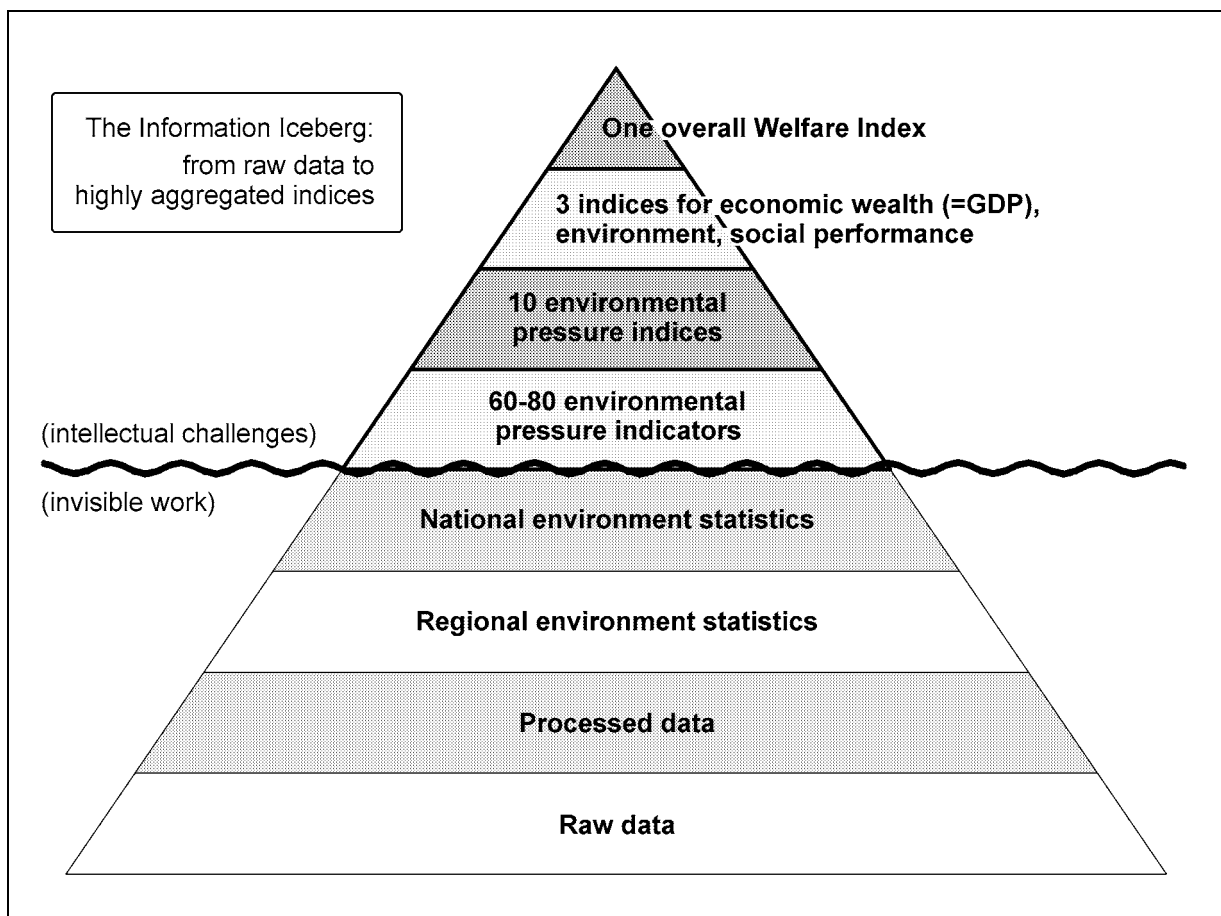 The Information Iceberg:
from raw data to
highly aggregated indices
One overall Welfare Index
3 indices for economic wealth (=GDP),
environment, social performance
10 environmental
pressure indices
60-80 environmental
pressure indicators
(intellectual challenges)
(invisible work)
National environment statistics
Regional environment statistics
Processed data
Raw data